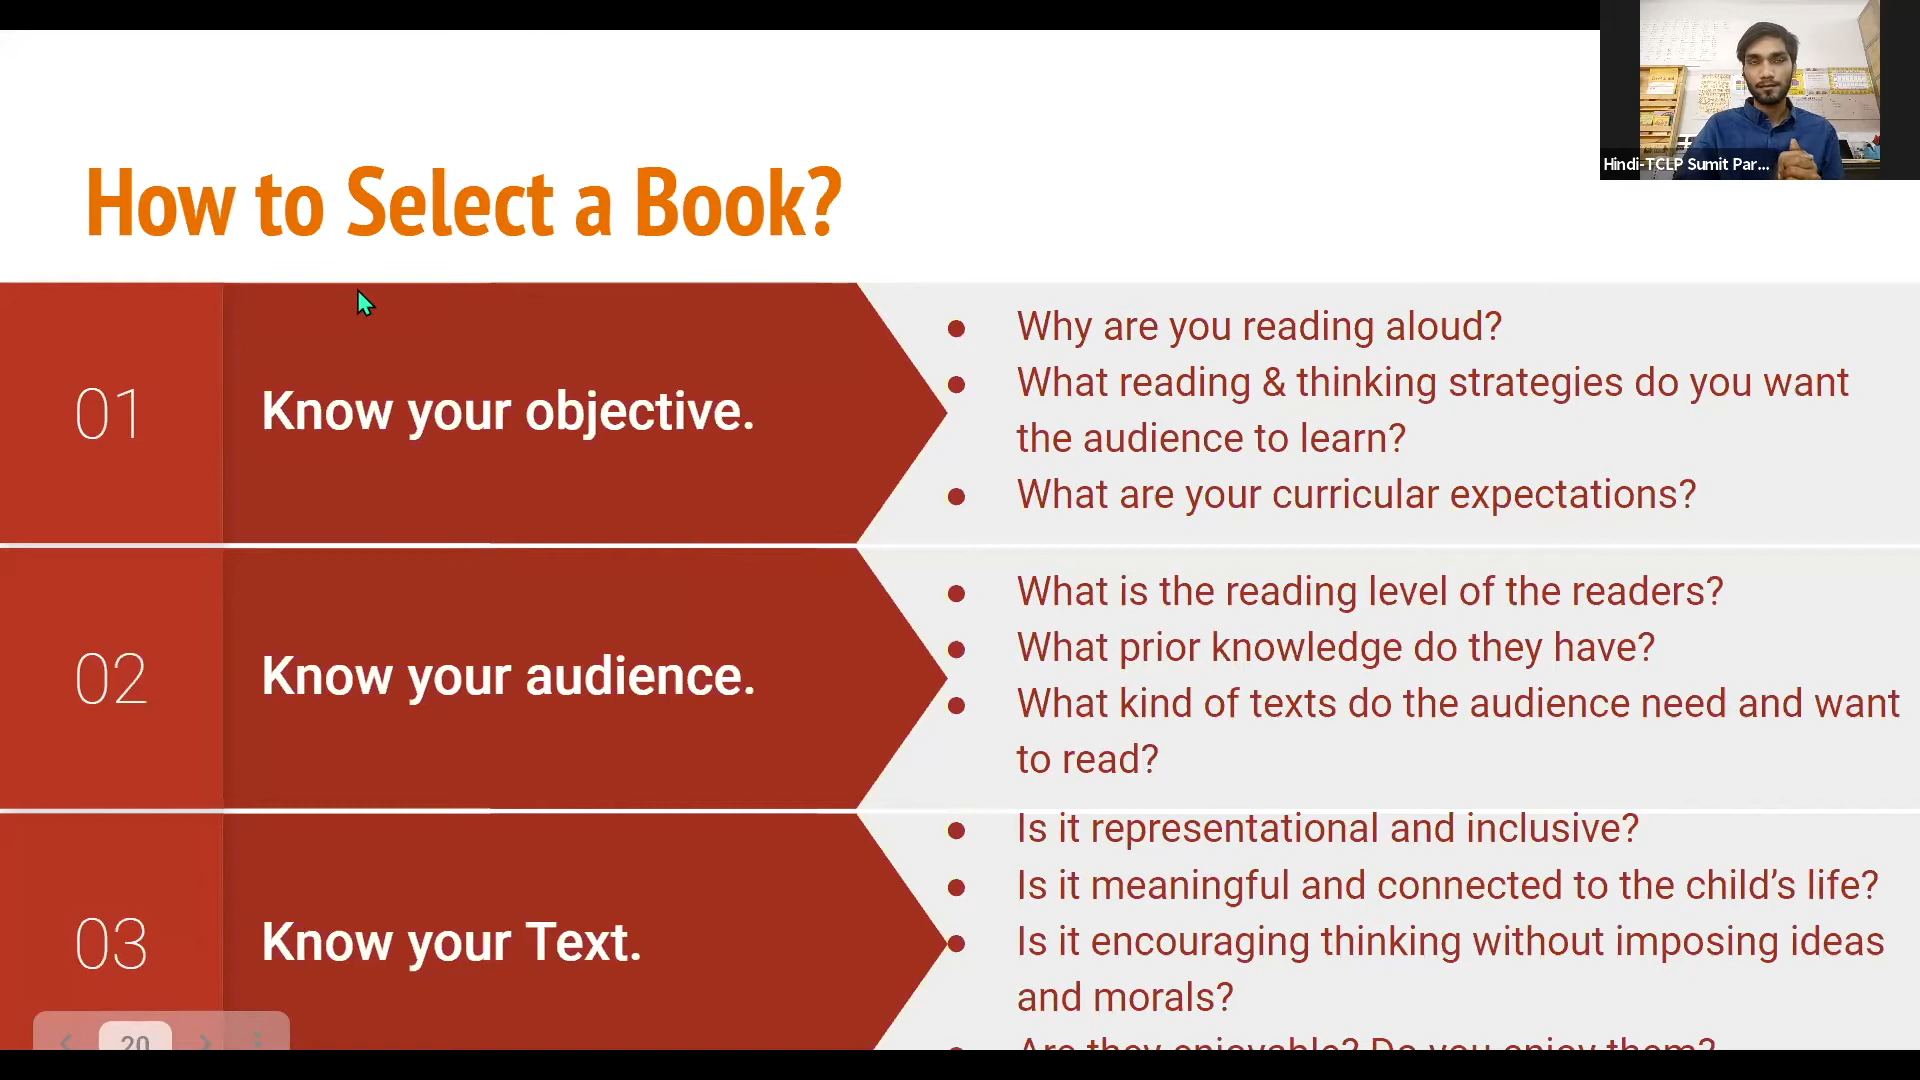 How to Select a Book?
Hindi-TCLP Sumit Par...
01
Know your objective.
● Why are you reading aloud?
● What reading & thinking strategies do you want
the audience to learn?
● What are your curricular expectations?
02
Know your audience.
● What is the reading level of the readers?
● What prior knowledge do they have?
● What kind of texts do the audience need and want
to read?
03
Know your Text.
● Is it representational and inclusive?
● Is it meaningful and connected to the child’s life?
● Is it encouraging thinking without imposing ideas
and morals?
● Are they enjoyable? Do you enjoy them?
20